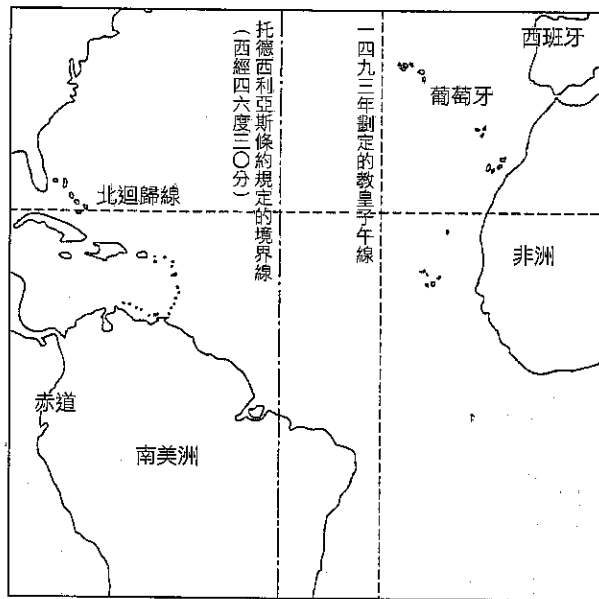 西班牙
葡萄牙
一四九三年劃定的教皇子午線
托德西利亞斯條約規定的境界線
（西經四六度三〇分）
北迴歸線
非洲
赤道
南美洲